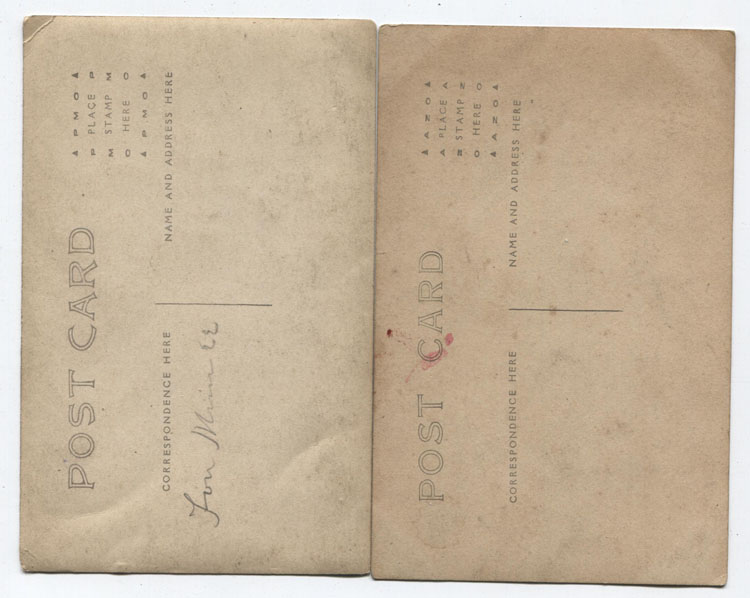 POST CARD
▲ P M O ▲
P PLACE P
M STAMP M
O HERE O
▲ P M O ▲
CORRESPONDENCE HERE
NAME AND ADDRESS HERE
For
POST CARD
▲ A Z O ▲
A PLACE A
Z STAMP Z
O HERE O
▲ A Z O ▲
CORRESPONDENCE HERE
NAME AND ADDRESS HERE